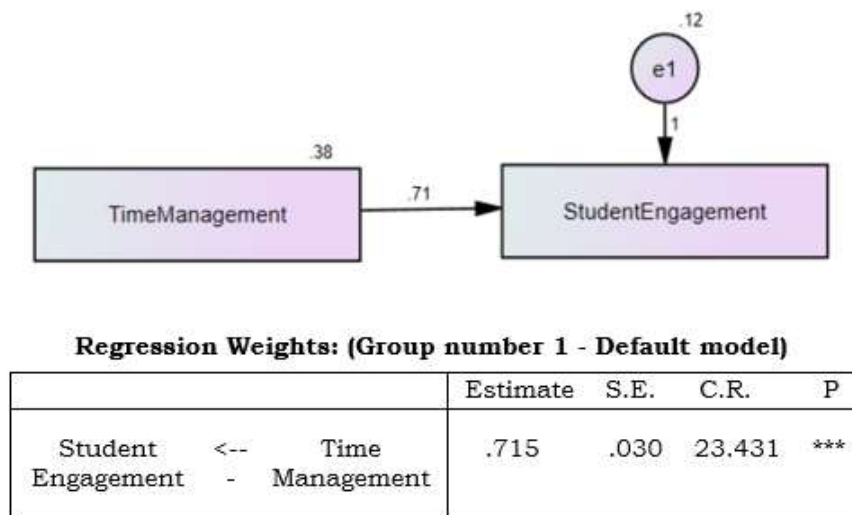 .12
e1
1
.38
TimeManagement
.71
StudentEngagement
Regression Weights: (Group number 1 - Default model)
Estimate S.E. C.R. P
Student <-- Time .715 .030 23.431 ***
Engagement - Management